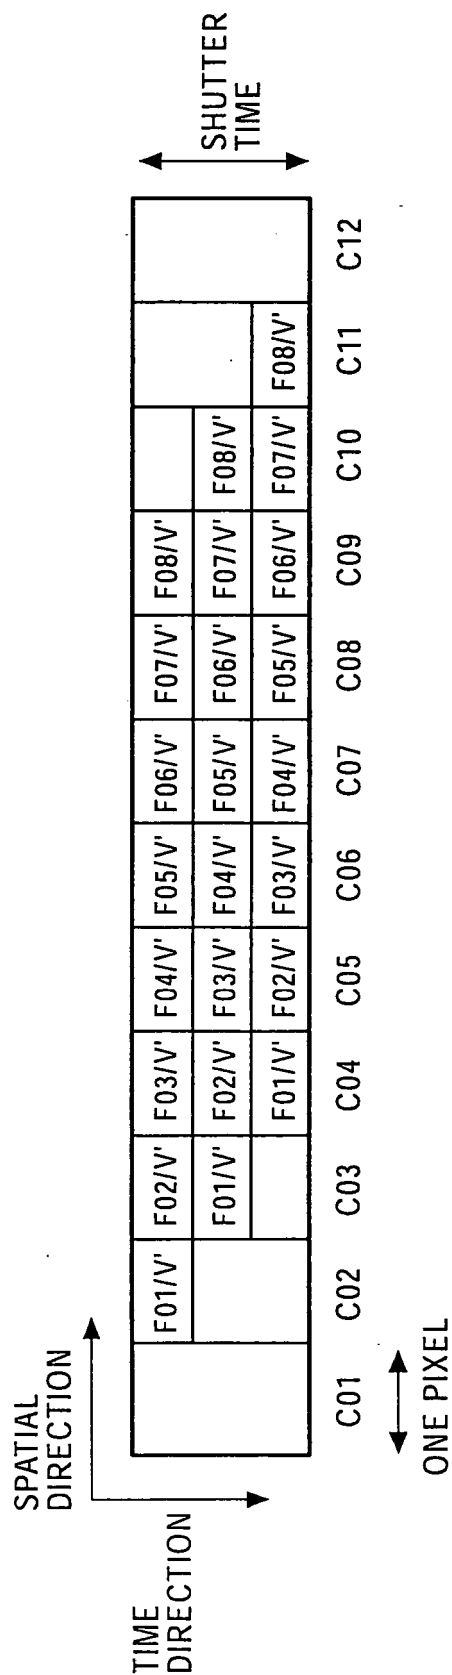 SPATIAL
DIRECTION
TIME
DIRECTION
SHUTTER
TIME
F01/V' F02/V' F03/V' F04/V' F05/V' F06/V' F07/V' F08/V'
F01/V' F02/V' F03/V' F04/V' F05/V' F06/V' F07/V' F08/V'
F01/V' F02/V' F03/V' F04/V' F05/V' F06/V' F07/V' F08/V'
C01 C02 C03 C04 C05 C06 C07 C08 C09 C10 C11 C12
ONE PIXEL